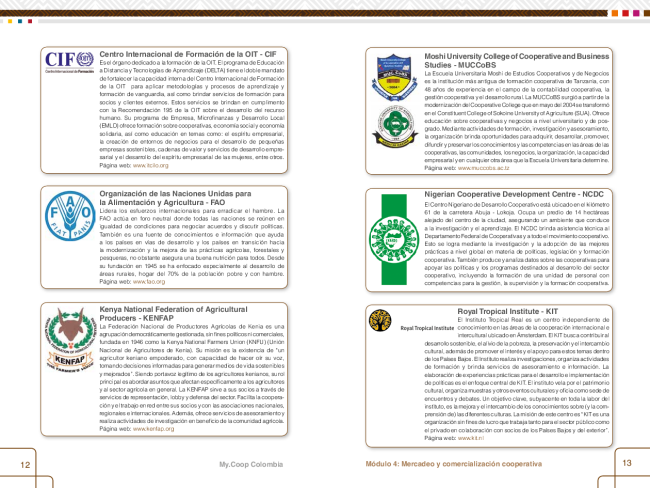 CIF
Centro Internacional de Formación
Centro Internacional de Formación de la OIT - CIF
Es el órgano dedicado a la formación de la OIT. El programa de Educación
a Distancia y Tecnologías de Aprendizaje (DELTA) tiene el doble mandato
de fortalecer la capacidad interna del Centro Internacional de Formación
de la OIT para aplicar metodologías y procesos de aprendizaje y
formación de vanguardia, así como brindar servicios de formación para
socios y clientes externos. Estos servicios se brindan en cumplimiento
con la Recomendación 195 de la OIT sobre el desarrollo del recurso
humano. Su programa de Empresa, Microfinanzas y Desarrollo Local
(EMLD) ofrece formación sobre cooperativas, economía social y economía
solidaria, así como educación en temas como: el espíritu empresarial,
la creación de entornos de negocios para el desarrollo de pequeñas
empresas sostenibles, cadenas de valor y servicios de desarrollo empre-
sarial y el desarrollo del espíritu empresarial de las mujeres, entre otros.
Página web: www.itcilo.org
FAO
FIAT PANIS
Organización de las Naciones Unidas para
la Alimentación y Agricultura - FAO
Lidera los esfuerzos internacionales para erradicar el hambre. La
FAO actúa en foro neutral donde todas las naciones se reúnen en
igualdad de condiciones para negociar acuerdos y discutir políticas.
También es una fuente de conocimientos e información que ayuda
a los países en vías de desarrollo y los países en transición hacia
la modernización y la mejora de las prácticas agrícolas, forestales y
pesqueras, no obstante asegura una buena nutrición para todos. Desde
su fundación en 1945 se ha enfocado especialmente al desarrollo de
áreas rurales, hogar del 70% de la población pobre y con hambre.
Página web: www.fao.org
KENFAP
Kenya National Federation of Agricultural
Producers - KENFAP
La Federación Nacional de Productores Agrícolas de Kenia es una
agrupación democráticamente gestionada, sin fines políticos ni comerciales,
fundada en 1946 como la Kenya National Farmers Union (KNFU) (Unión
Nacional de Agricultores de Kenia). Su misión es la existencia de "un
agricultor keniano empoderado, con capacidad de hacer oír su voz,
tomando decisiones informadas para generar medios de vida sostenibles
y mejorados". Siendo portavoz legítimo de los agricultores kenianos, su rol
principal es abordar asuntos que afectan específicamente a los agricultores
y al sector agrícola en general. La KENFAP sirve a sus socios a través de
servicios de representación, lobby y defensa del sector. Facilita la coopera-
ción y el trabajo en red entre sus socios y con las asociaciones nacionales,
regionales e internacionales. Además, ofrece servicios de asesoramiento y
realiza actividades de investigación en beneficio de la comunidad agrícola.
Página web: www.kenfap.org
12
My.Coop Colombia
Moshi University College of Cooperative and Business
Studies - MUCCoBS
La Escuela Universitaria Moshi de Estudios Cooperativos y de Negocios
es la institución más antigua de formación cooperativa de Tanzania, con
48 años de experiencia en el campo de la contabilidad cooperativa, la
gestión cooperativa y el desarrollo rural. La MUCCoBS surgió a partir de la
modernización del Cooperative College que en mayo del 2004 se transformó
en el Constituent College of Sokoine University of Agriculture (SUA). Ofrece
educación sobre cooperativas y negocios a nivel universitario y de pos-
grado. Mediante actividades de formación, investigación y asesoramiento,
la organización brinda oportunidades para adquirir, desarrollar, promover,
difundir y preservar los conocimientos y las competencias en las áreas de las
cooperativas, las comunidades, los negocios, la organización, la capacidad
empresarial y en cualquier otra área que la Escuela Universitaria determine.
Página web: www.muccobs.ac.tz
Nigerian Cooperative Development Centre - NCDC
El Centro Nigeriano de Desarrollo Cooperativo está ubicado en el kilómetro
61 de la carretera Abuja - Lokoja. Ocupa un predio de 14 hectáreas
alejado del centro de la ciudad, asegurando un ambiente que conduce
a la investigación y el aprendizaje. El NCDC brinda asistencia técnica al
Departamento Federal de Cooperativas y a todo el movimiento cooperativo.
Esto se logra mediante la investigación y la adopción de las mejores
prácticas a nivel global en materia de políticas, legislación y formación
cooperativa. También produce y analiza datos sobre las cooperativas para
apoyar las políticas y los programas destinados al desarrollo del sector
cooperativo, incluyendo la formación de una unidad de personal con
competencias para la gestión, la supervisión y la formación cooperativa.
Royal Tropical Institute
Royal Tropical Institute - KIT
El Instituto Tropical Real es un centro independiente de
conocimiento en las áreas de la cooperación internacional e
intercultural ubicado en Ámsterdam. El KIT busca contribuir al
desarrollo sostenible, el alivio de la pobreza, la preservación y el intercambio
cultural, además de promover el interés y el apoyo para estos temas dentro
de los Países Bajos. El Instituto realiza investigaciones, organiza actividades
de formación y brinda servicios de asesoramiento e información. La
elaboración de experiencias prácticas para el desarrollo e implementación
de políticas es el enfoque central del KIT. El instituto vela por el patrimonio
cultural, organiza muestras y otros eventos culturales y oficia como sede de
encuentros y debates. Un objetivo clave, subyacente en toda la labor del
Instituto, es la mejora y el intercambio de los conocimientos sobre (y la com-
prensión de) las diferentes culturas. La misión de este centro es "KIT es una
organización sin fines de lucro que trabaja tanto para el sector público como
el privado en colaboración con socios de los Países Bajos y del exterior".
Página web: www.kit.nl
Módulo 4: Mercadeo y comercialización cooperativa
13